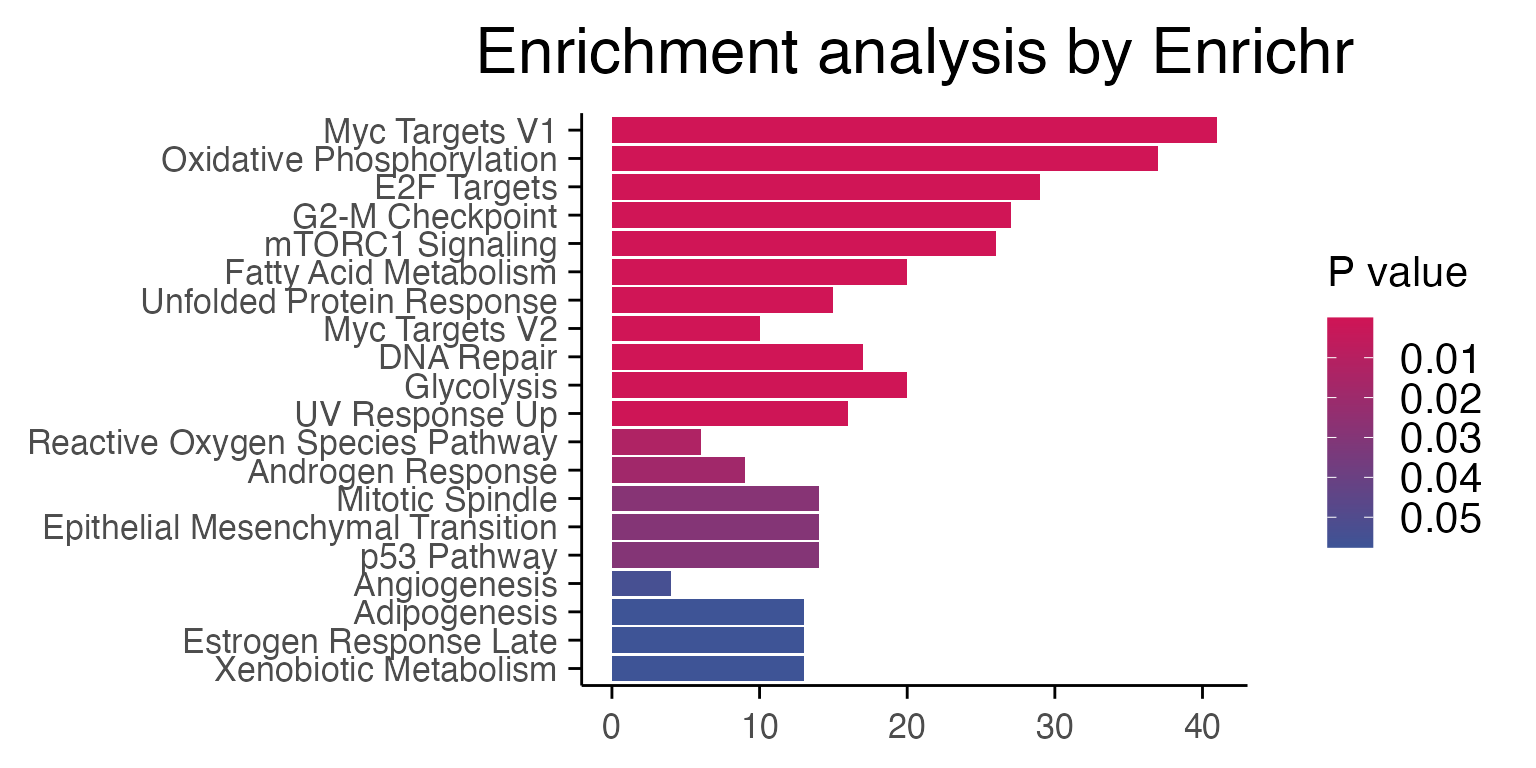 Enrichment analysis by Enrichr
Myc Targets V1
Oxidative Phosphorylation
E2F Targets
G2-M Checkpoint
mTORC1 Signaling
Fatty Acid Metabolism
Unfolded Protein Response
Myc Targets V2
DNA Repair
Glycolysis
UV Response Up
Reactive Oxygen Species Pathway
Androgen Response
Mitotic Spindle
Epithelial Mesenchymal Transition
p53 Pathway
Angiogenesis
Adipogenesis
Estrogen Response Late
Xenobiotic Metabolism
0 10 20 30 40
P value
0.01
0.02
0.03
0.04
0.05